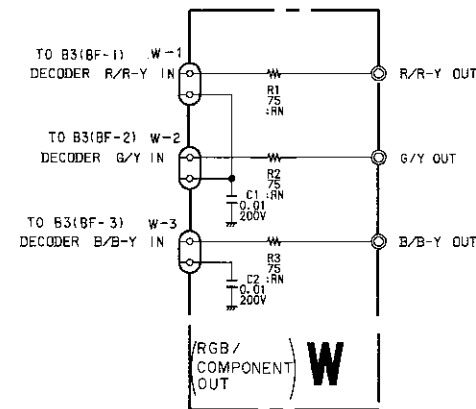 TO B3(BF-1) W-1
DECODER R/R-Y IN
R/R-Y OUT
R1
75
:RN
TO B3(BF-2) W-2
DECODER G/Y IN
G/Y OUT
R2
75
:RN
C1
0.01
200V
TO B3(BF-3) W-3
DECODER B/B-Y IN
B/B-Y OUT
R3
75
:RN
C2
0.01
200V
(RGB/
COMPONENT
OUT)
W